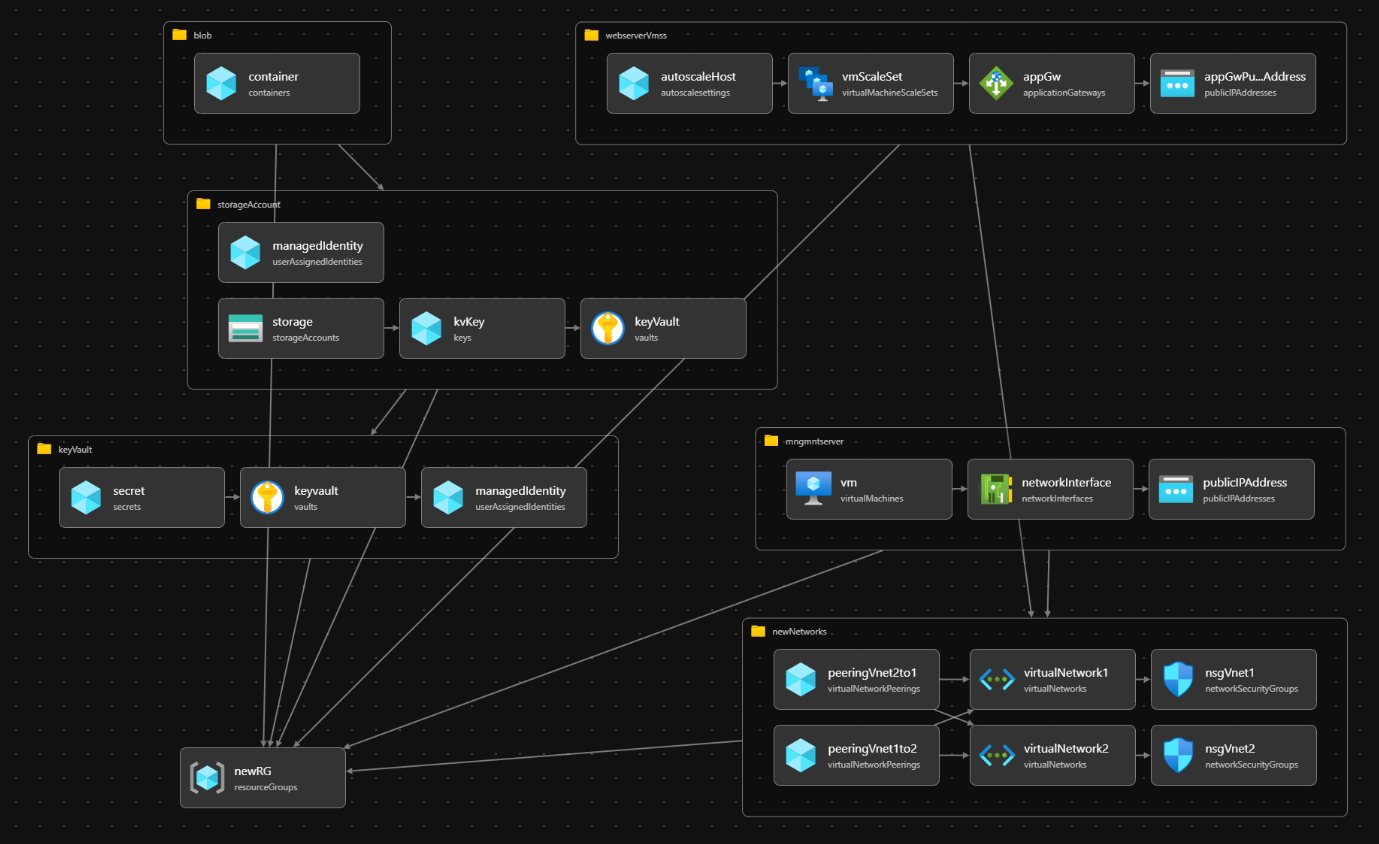 blob
container
containers
webserverVmss
autoscaleHost
autoscalesettings
vmScaleSet
virtualMachineScaleSets
appGw
applicationGateways
appGwPu...Address
publicIPAddresses
storageAccount
managedIdentity
userAssignedIdentities
storage
storageAccounts
kvKey
keys
keyVault
vaults
keyVault
secret
secrets
keyvault
vaults
managedIdentity
userAssignedIdentities
mngmntserver
vm
virtualMachines
networkInterface
networkInterfaces
publicIPAddress
publicIPAddresses
newNetworks
peeringVnet2to1
virtualNetworkPeerings
virtualNetwork1
virtualNetworks
nsgVnet1
networkSecurityGroups
peeringVnet1to2
virtualNetworkPeerings
virtualNetwork2
virtualNetworks
nsgVnet2
networkSecurityGroups
newRG
resourceGroups